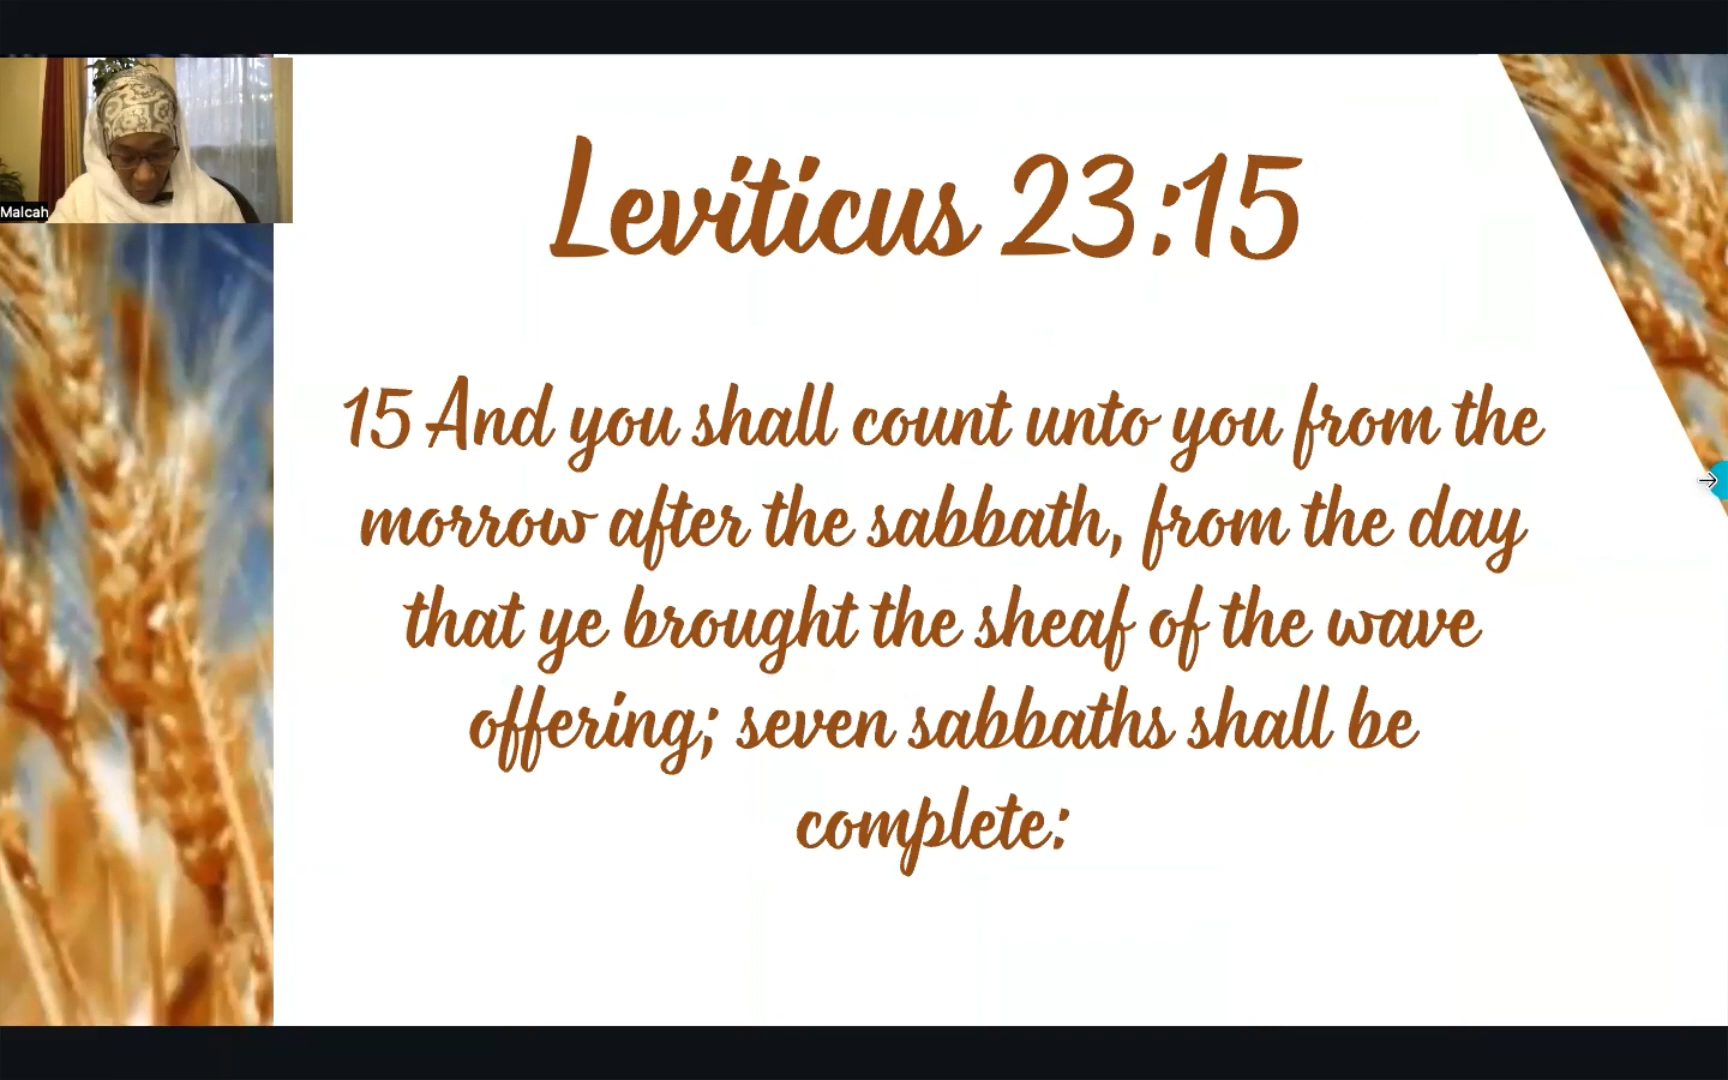 Malcah
Leviticus 23:15
15 And you shall count unto you from the
morrow after the sabbath, from the day
that ye brought the sheaf of the wave
offering; seven sabbaths shall be
complete: